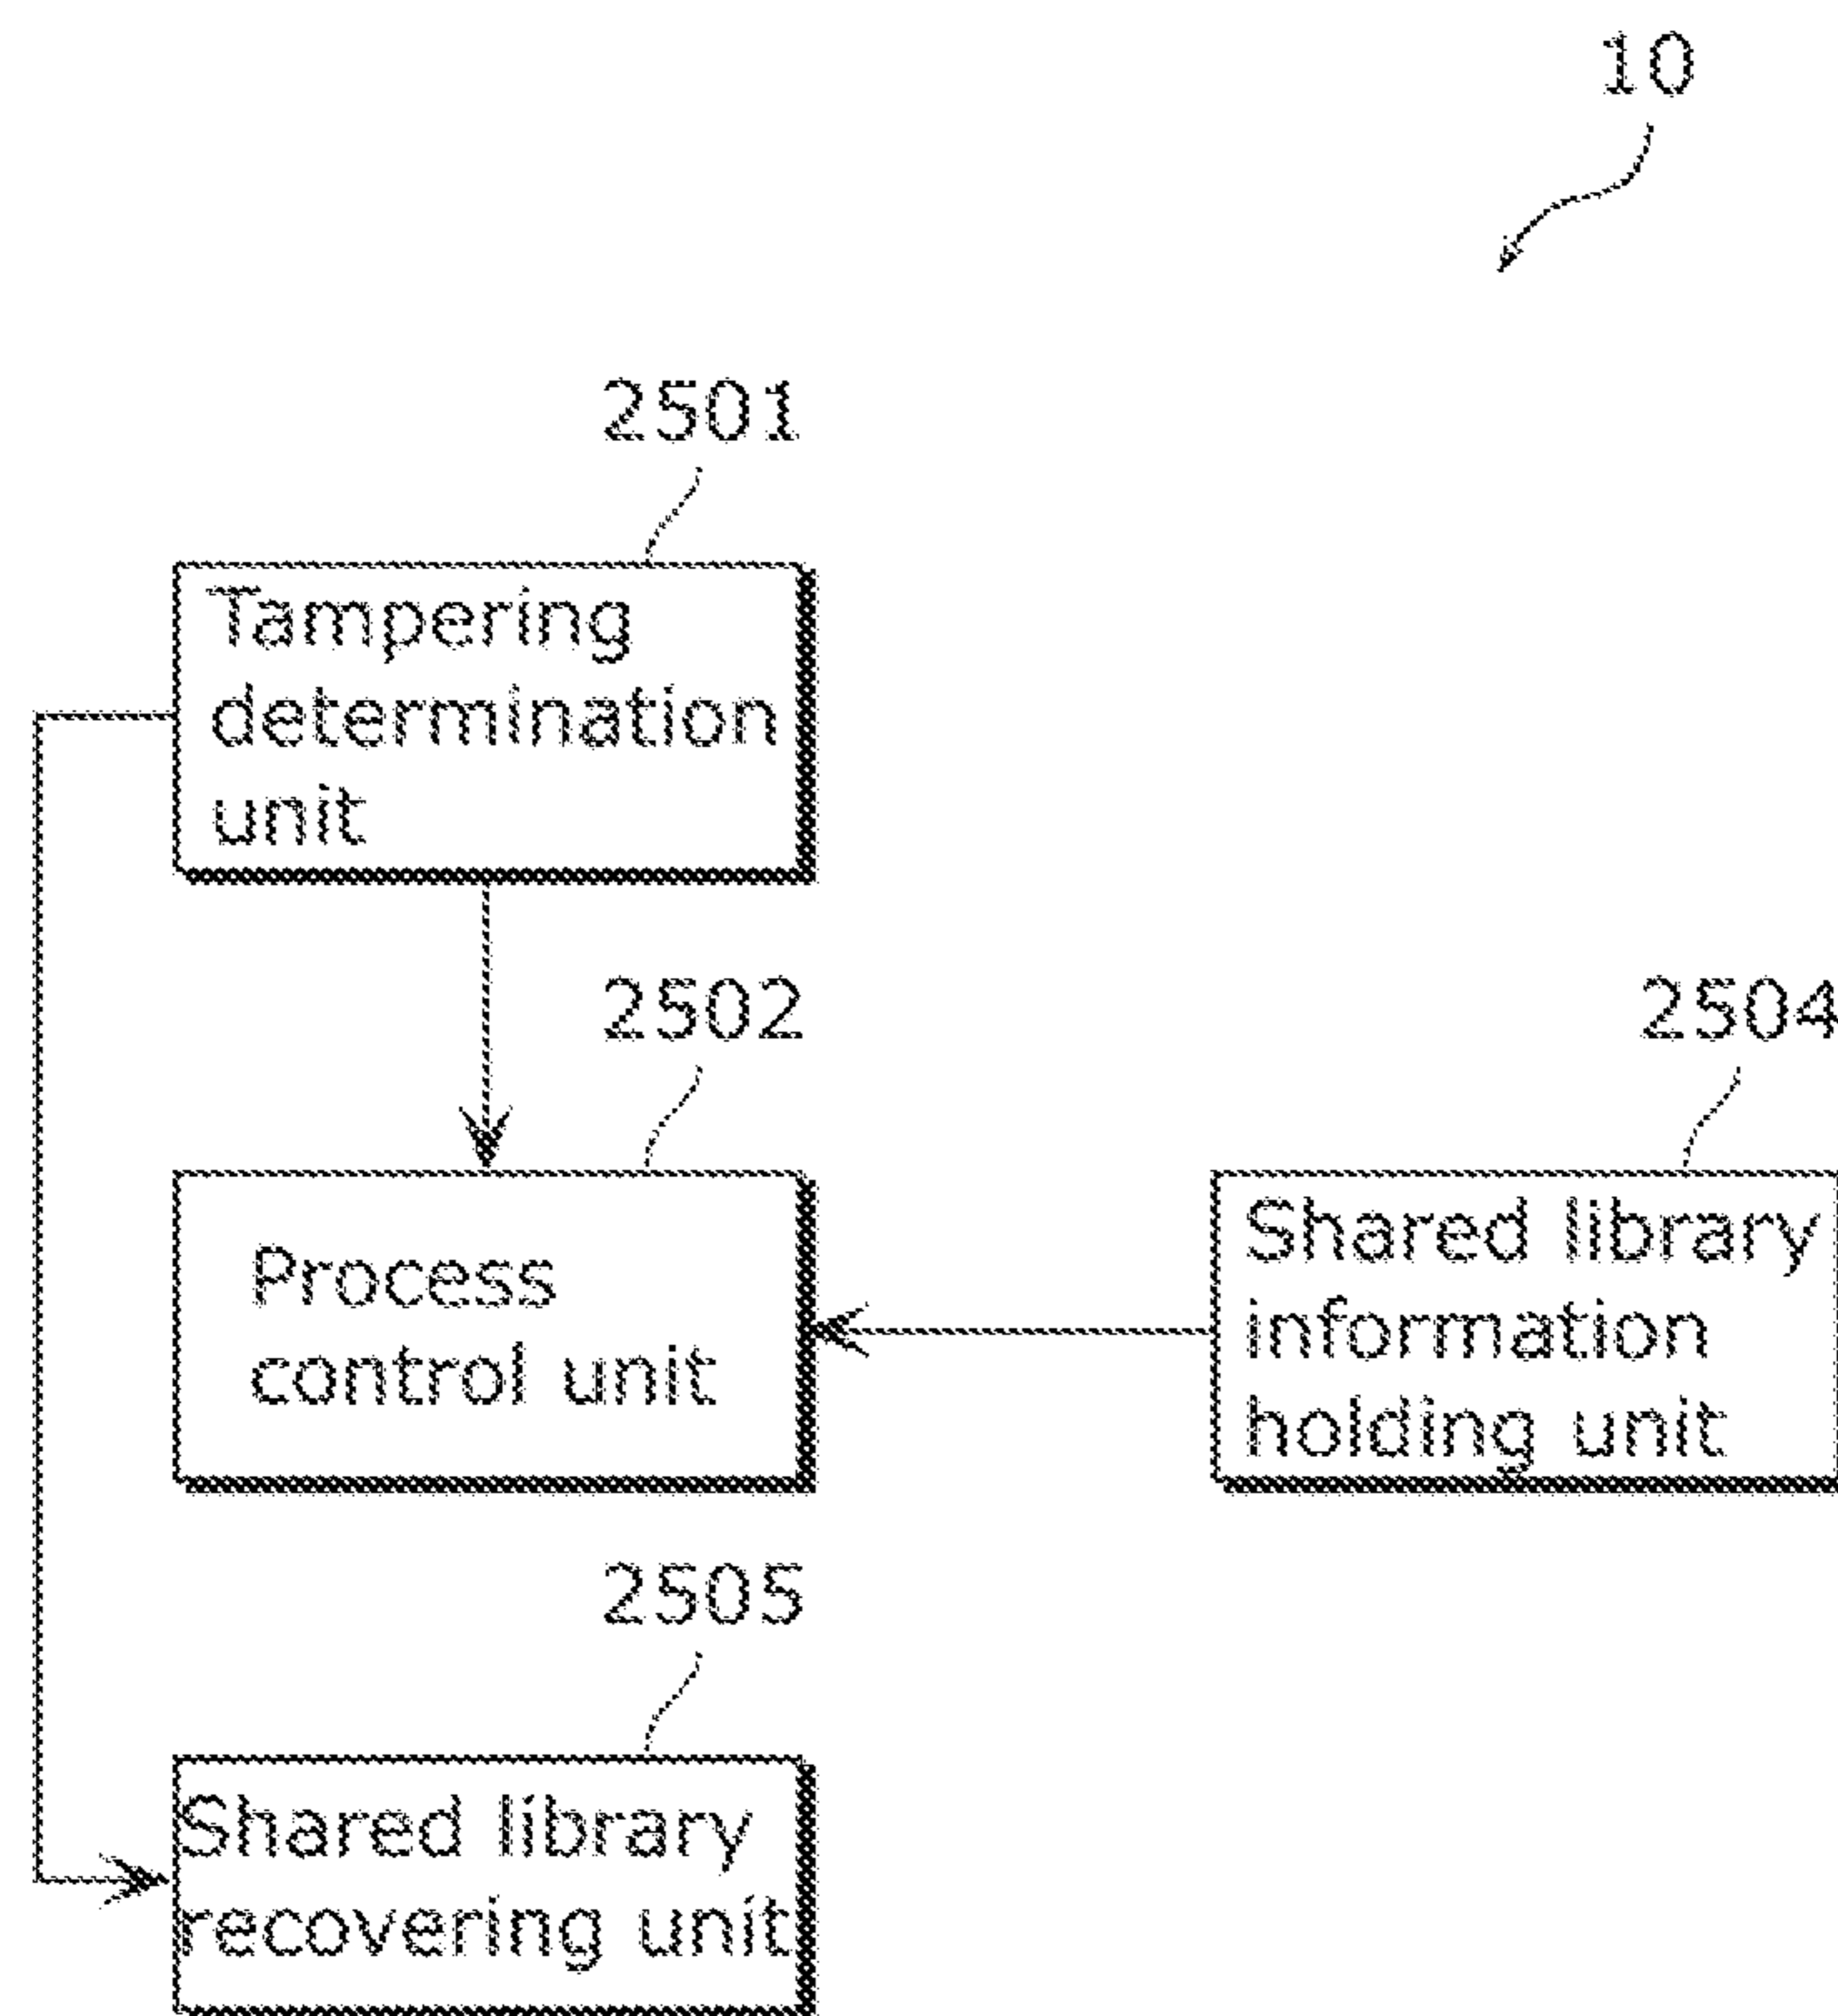 10
2501
Tampering
determination
unit
2502
Process
control unit
2504
Shared library
information
holding unit
2505
Shared library
recovering unit